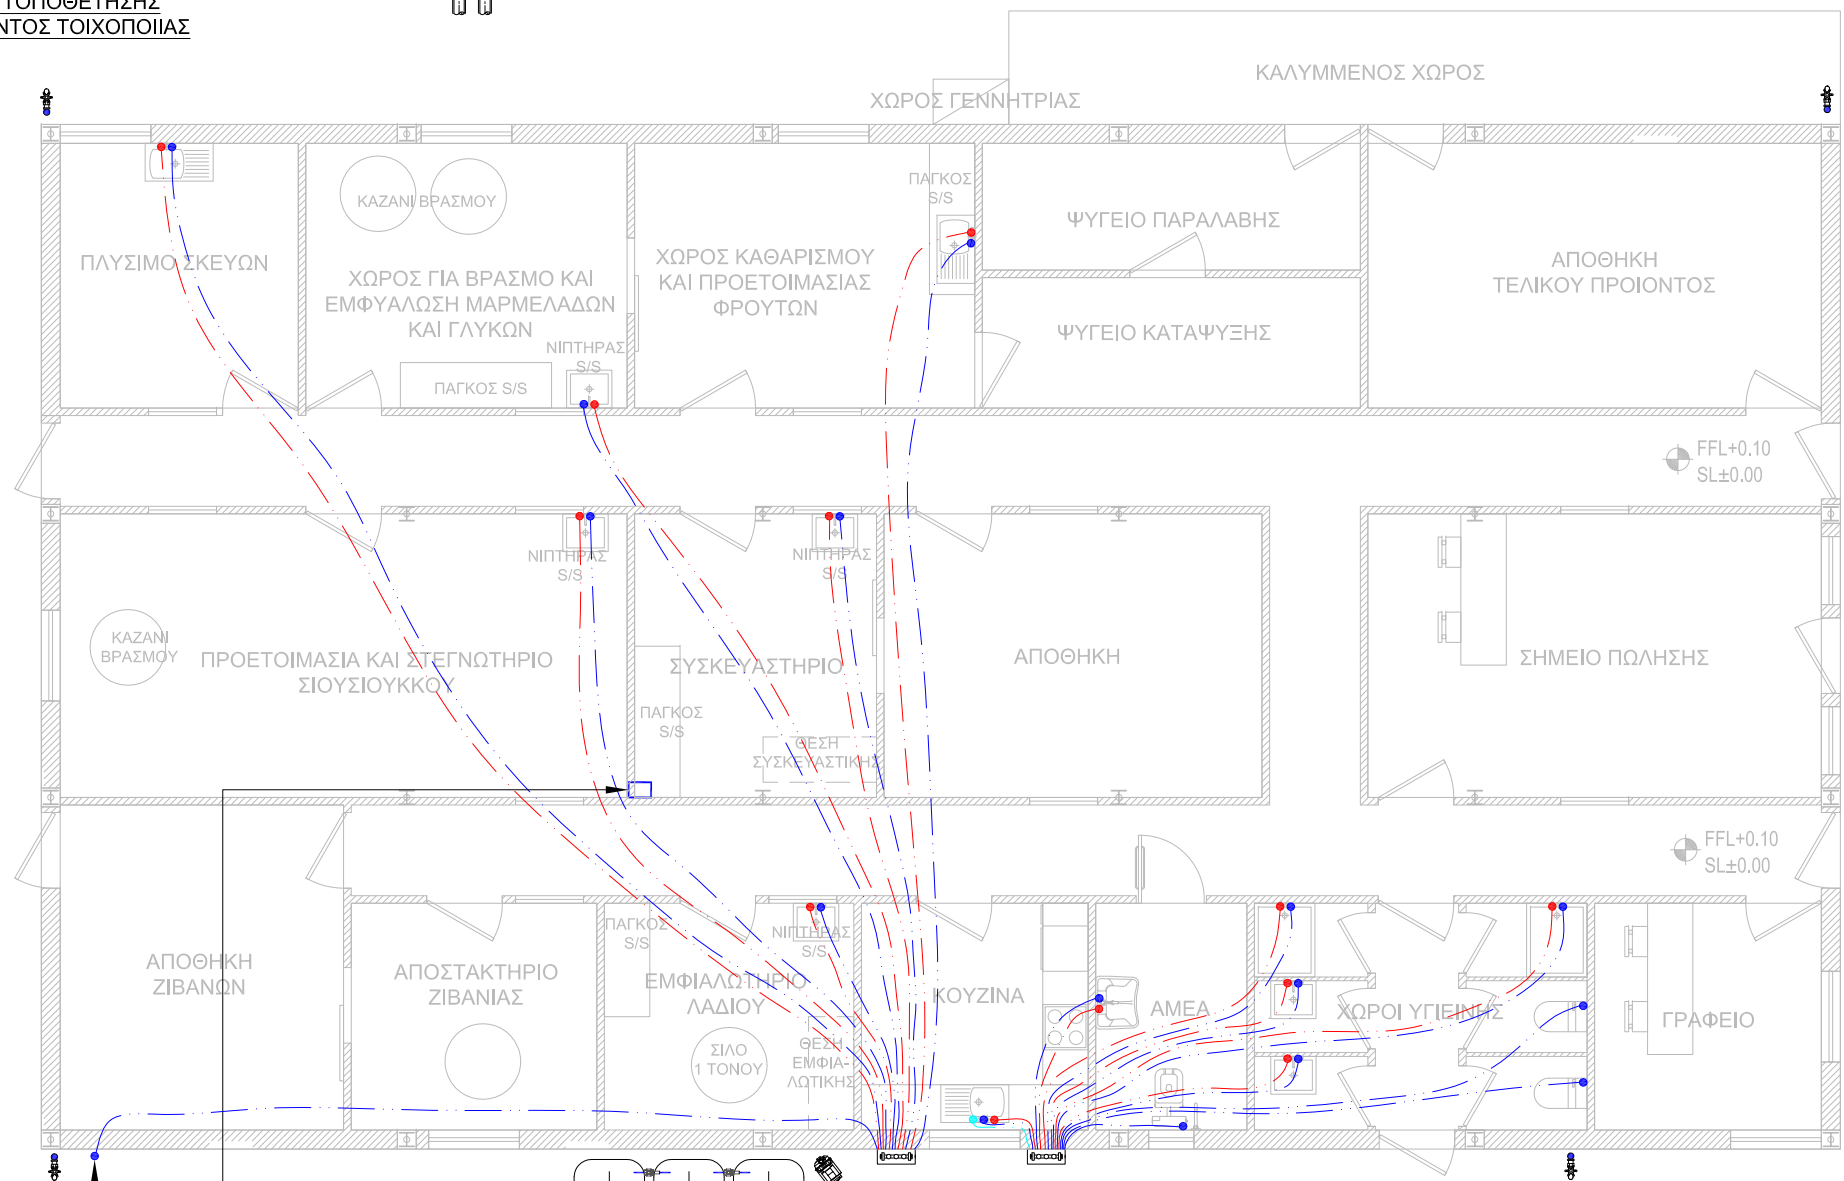 ΤΟΠΟΘΕΤΗΣΗΣ
ΝΤΟΣ ΤΟΙΧΟΠΟΙΙΑΣ
ΚΑΛΥΜΜΕΝΟΣ ΧΩΡΟΣ
ΧΩΡΟΣ ΓΕΝΝΗΤΡΙΑΣ
ΠΛΥΣΙΜΟ ΣΚΕΥΩΝ
ΚΑΖΑΝΙ ΒΡΑΣΜΟΥ
ΧΩΡΟΣ ΓΙΑ ΒΡΑΣΜΟ ΚΑΙ
ΕΜΦΥΑΛΩΣΗ ΜΑΡΜΕΛΑΔΩΝ
ΚΑΙ ΓΛΥΚΩΝ
ΝΙΠΤΗΡΑΣ
S/S
ΠΑΓΚΟΣ S/S
ΧΩΡΟΣ ΚΑΘΑΡΙΣΜΟΥ
ΚΑΙ ΠΡΟΕΤΟΙΜΑΣΙΑΣ
ΦΡΟΥΤΩΝ
ΠΑΓΚΟΣ
S/S
ΨΥΓΕΙΟ ΠΑΡΑΛΑΒΗΣ
ΨΥΓΕΙΟ ΚΑΤΑΨΥΞΗΣ
ΑΠΟΘΗΚΗ
ΤΕΛΙΚΟΥ ΠΡΟΙΟΝΤΟΣ
FFL+0.10
SL±0.00
ΚΑΖΑΝΙ
ΒΡΑΣΜΟΥ
ΠΡΟΕΤΟΙΜΑΣΙΑ ΚΑΙ ΣΤΕΓΝΩΤΗΡΙΟ
ΣΙΟΥΣΙΟΥΚΚΟΥ
ΝΙΠΤΗΡΑΣ
S/S
ΝΙΠΤΗΡΑΣ
S/S
ΣΥΣΚΕΥΑΣΤΗΡΙΟ
ΠΑΓΚΟΣ
S/S
ΘΕΣΗ
ΣΥΣΚΕΥΑΣΤΙΚΗΣ
ΑΠΟΘΗΚΗ
ΣΗΜΕΙΟ ΠΩΛΗΣΗΣ
FFL+0.10
SL±0.00
ΑΠΟΘΗΚΗ
ΖΙΒΑΝΩΝ
ΑΠΟΣΤΑΚΤΗΡΙΟ
ΖΙΒΑΝΙΑΣ
ΠΑΓΚΟΣ
S/S
ΝΙΠΤΗΡΑΣ
S/S
ΕΜΦΙΑΛΩΤΗΡΙΟ
ΛΑΔΙΟΥ
ΣΙΛΟ
1 ΤΟΝΟΥ
ΘΕΣΗ
ΕΜΦΙΑ-
ΛΩΤΙΚΗΣ
ΚΟΥΖΙΝΑ
ΑΜΕΑ
ΧΩΡΟΙ ΥΓΙΕΙΝΗΣ
ΓΡΑΦΕΙΟ